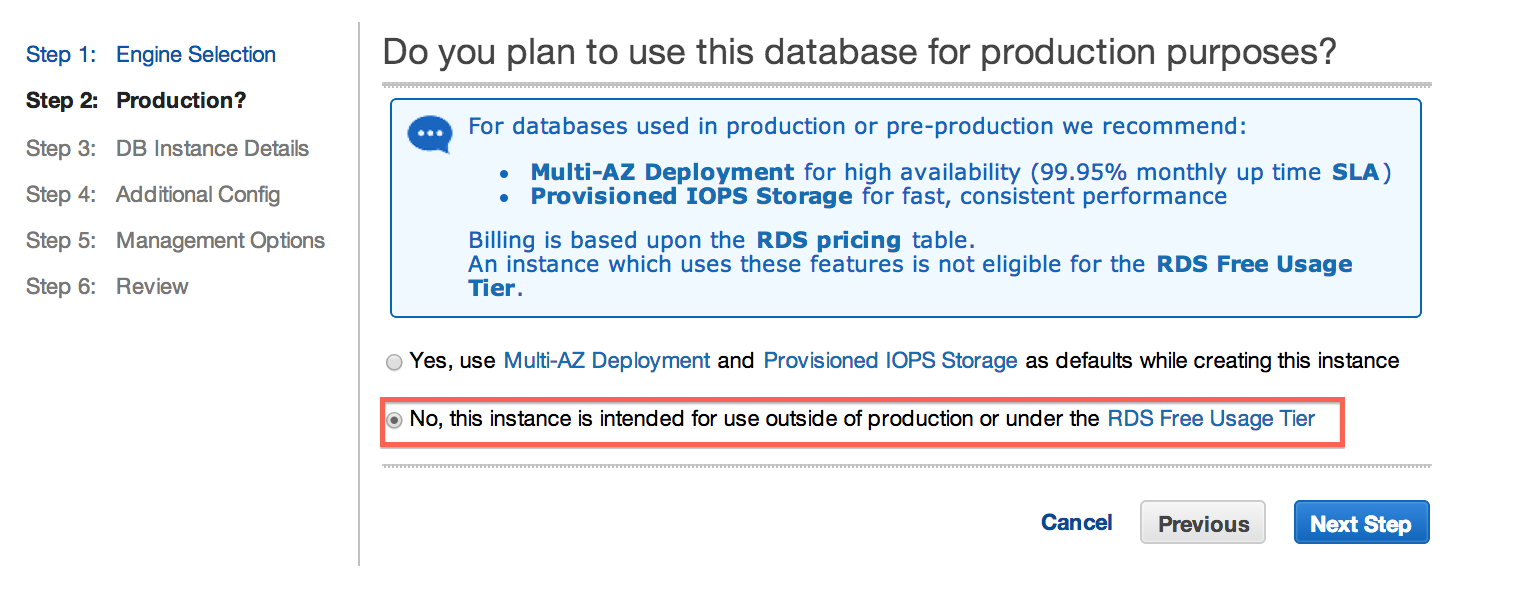 Step 1: Engine Selection
Step 2: Production?
Step 3: DB Instance Details
Step 4: Additional Config
Step 5: Management Options
Step 6: Review
Do you plan to use this database for production purposes?
For databases used in production or pre-production we recommend:
• Multi-AZ Deployment for high availability (99.95% monthly up time SLA)
• Provisioned IOPS Storage for fast, consistent performance
Billing is based upon the RDS pricing table.
An instance which uses these features is not eligible for the RDS Free Usage
Tier.
Yes, use Multi-AZ Deployment and Provisioned IOPS Storage as defaults while creating this instance
No, this instance is intended for use outside of production or under the RDS Free Usage Tier
Cancel Previous Next Step